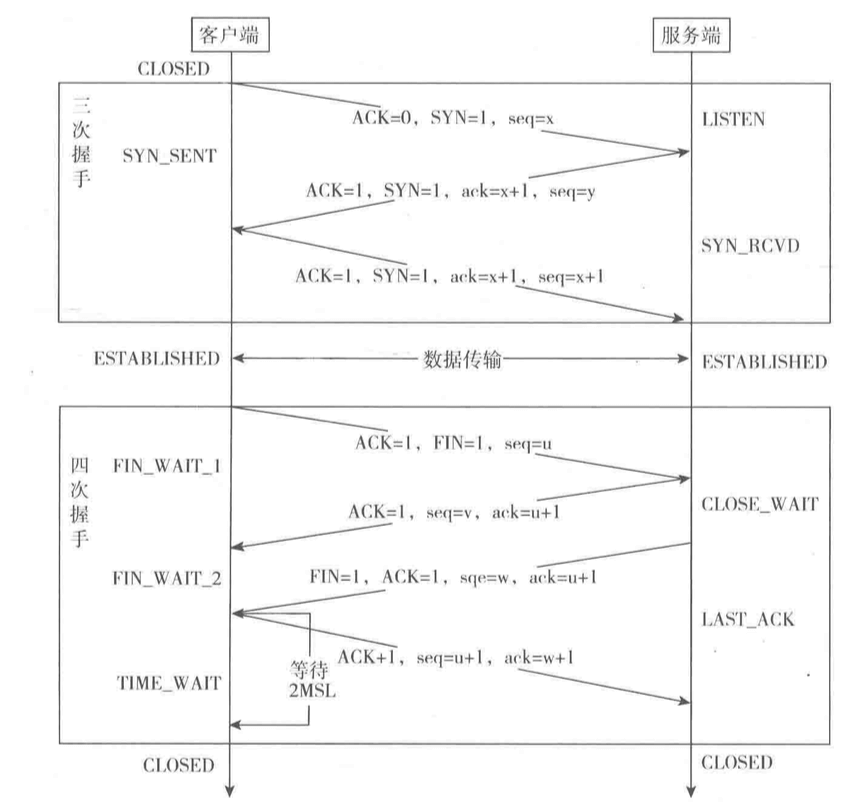 客户端
服务端
CLOSED
三次握手
ACK=0, SYN=1, seq=x
LISTEN
SYN_SENT
ACK=1, SYN=1, ack=x+1, seq=y
SYN_RCVD
ACK=1, SYN=1, ack=x+1, seq=x+1
ESTABLISHED
数据传输
ESTABLISHED
四次握手
ACK=1, FIN=1, seq=u
FIN_WAIT_1
ACK=1, seq=v, ack=u+1
CLOSE_WAIT
FIN_WAIT_2
FIN=1, ACK=1, sqe=w, ack=u+1
LAST_ACK
ACK+1, seq=u+1, ack=w+1
等待
2MSL
TIME_WAIT
CLOSED
CLOSED